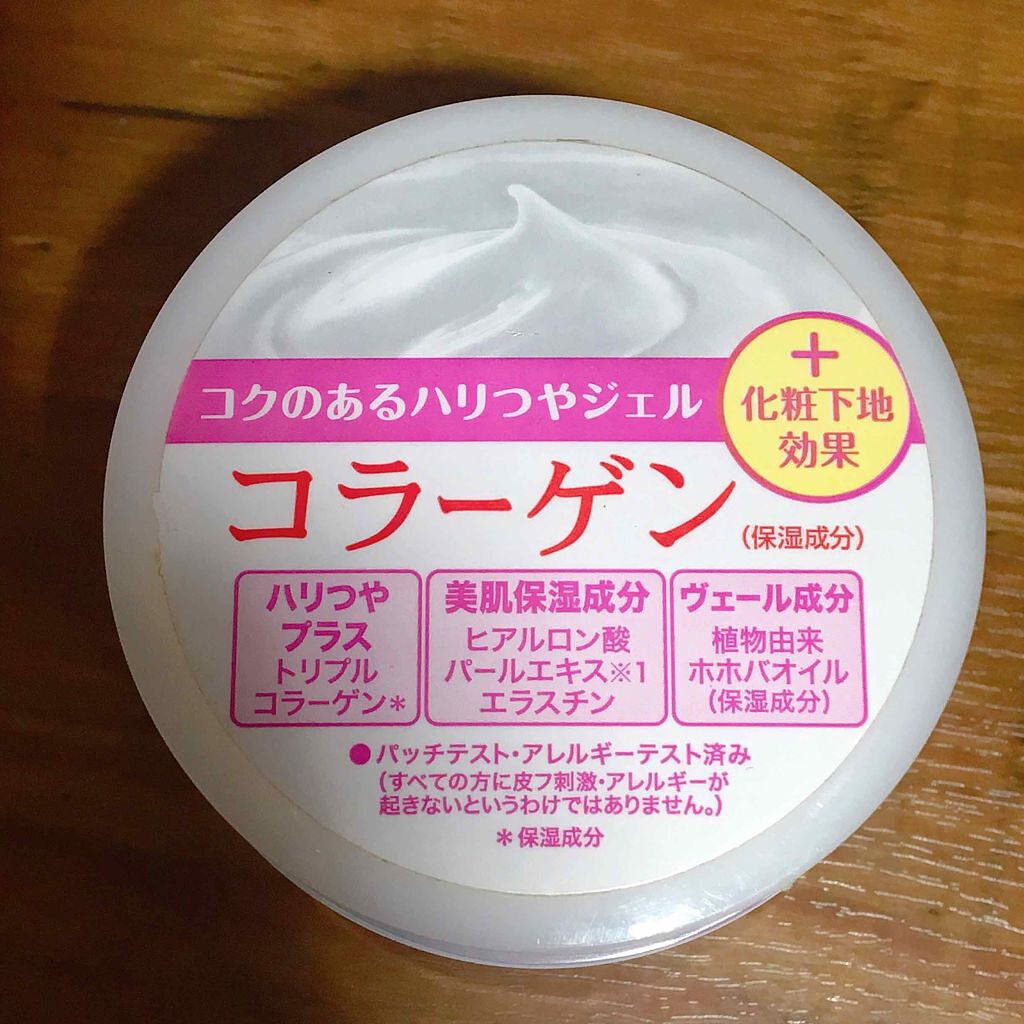 コクのあるハリつやジェル
+
化粧下地
効果
コラーゲン
(保湿成分)
ハリつや
プラス
トリプル
コラーゲン*
美肌保湿成分
ヒアルロン酸
パールエキス※1
エラスチン
ヴェール成分
植物由来
ホホバオイル
(保湿成分)
●パッチテスト・アレルギーテスト済み
(すべての方に皮フ刺激・アレルギーが
起きないというわけではありません。)
*保湿成分